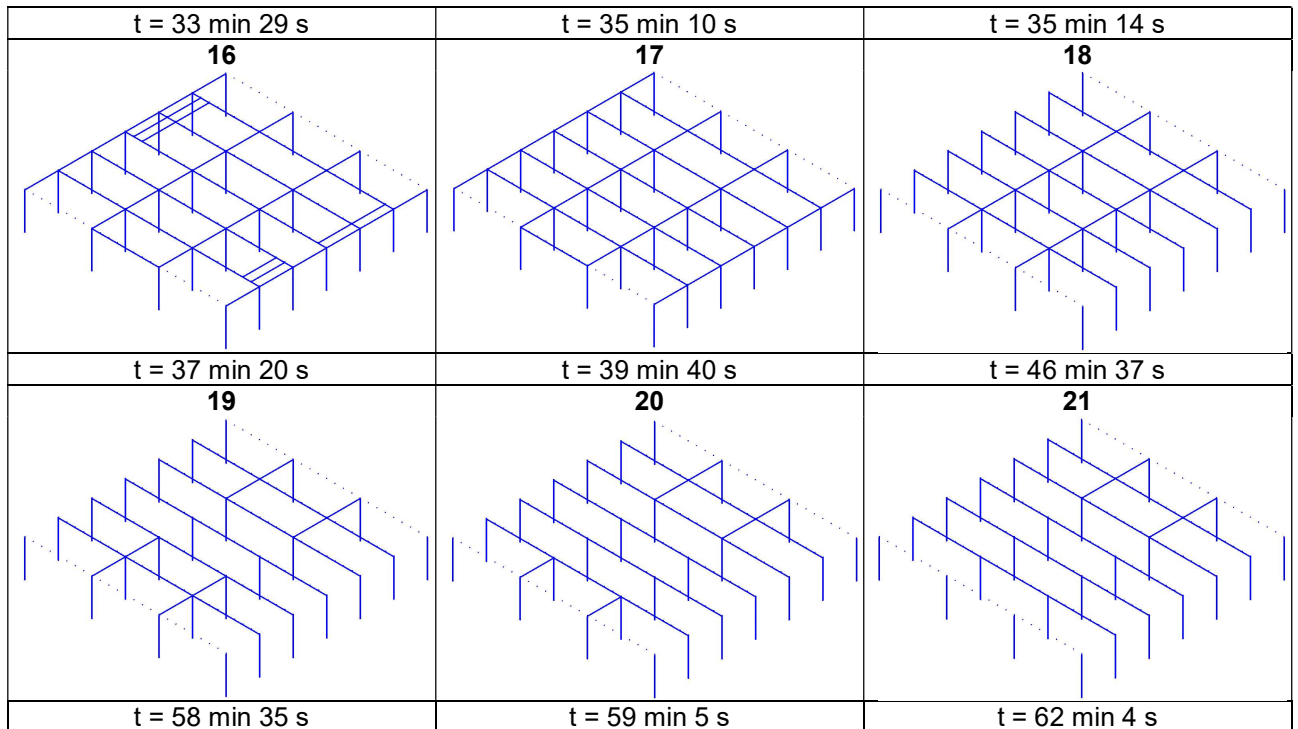 t = 33 min 29 s t = 35 min 10 s t = 35 min 14 s
16 17 18
t = 37 min 20 s t = 39 min 40 s t = 46 min 37 s
19 20 21
t = 58 min 35 s t = 59 min 5 s t = 62 min 4 s